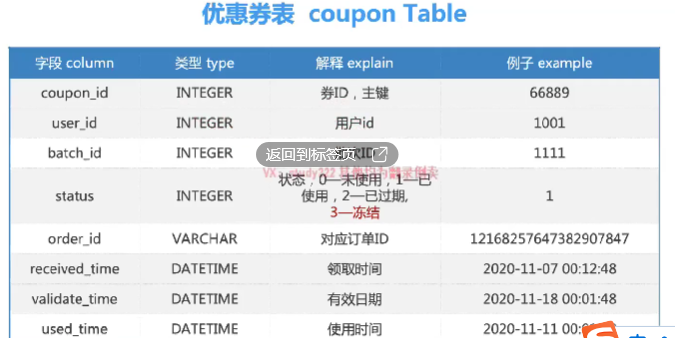 优惠券表 coupon Table
字段 column 类型 type 解释 explain 例子 example
coupon_id INTEGER 券ID，主键 66889
user_id INTEGER 用户id 1001
batch_id INTEGER 返回到标签页 ID 1111
status INTEGER 状态，0—未使用，1—已 1
使用，2—已过期,
3—冻结
order_id VARCHAR 对应订单ID 12168257647382907847
received_time DATETIME 领取时间 2020-11-07 00:12:48
validate_time DATETIME 有效日期 2020-11-18 00:01:48
used_time DATETIME 使用时间 2020-11-11 00: